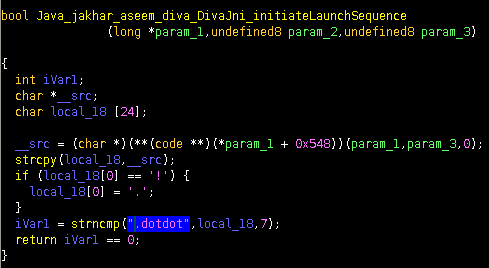 bool Java_jakhar_aseem_diva_DivaJni_initiateLaunchSequence
(long *param_1,undefined8 param_2,undefined8 param_3)
{
int iVar1;
char *__src;
char local_18 [24];
__src = (char *)(**(code **)(*param_1 + 0x548))(param_1,param_3,0);
strcpy(local_18,__src);
if (local_18[0] == '!') {
local_18[0] = '.';
}
iVar1 = strncmp(".dotdot",local_18,7);
return iVar1 == 0;
}